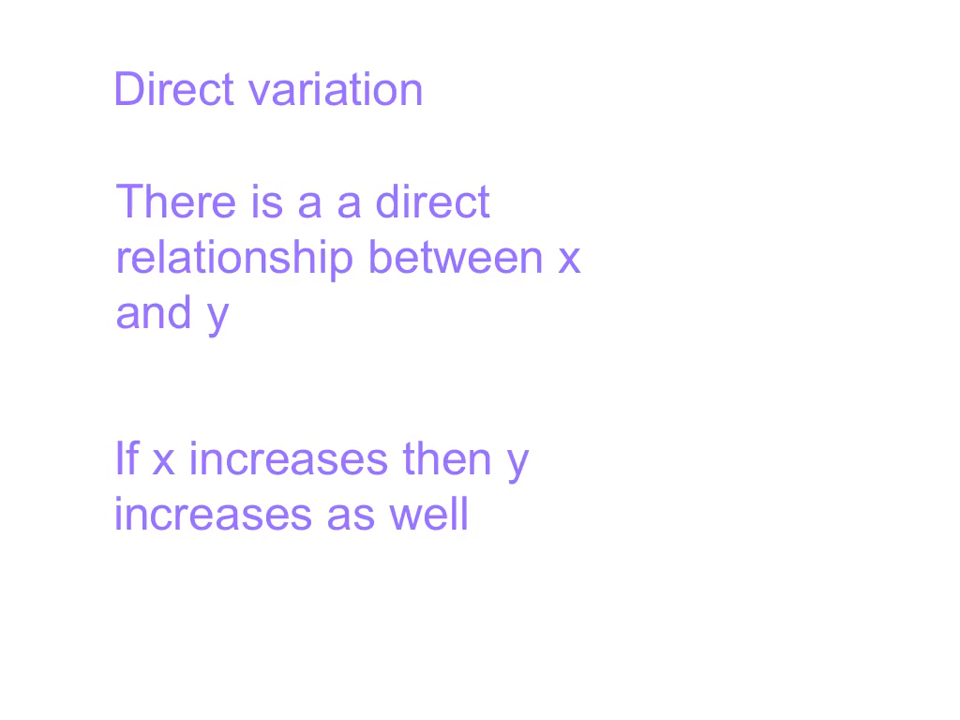 Direct variation
There is a a direct
relationship between x
and y
If x increases then y
increases as well